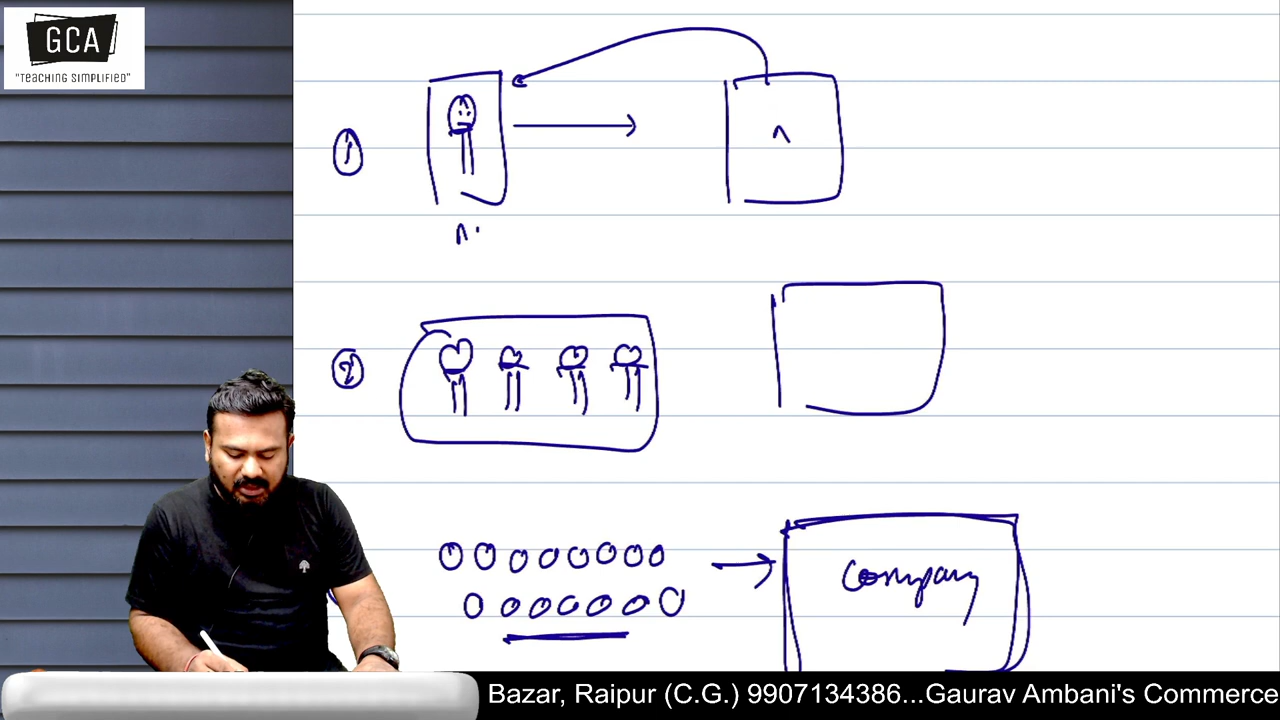 GCA
"TEACHING SIMPLIFIED"
1
2
Company
Bazar, Raipur (C.G.) 9907134386...Gaurav Ambani's Commerce